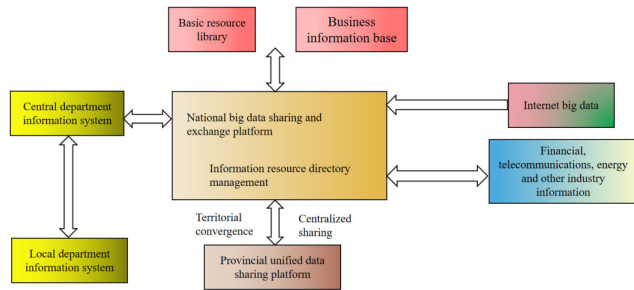 Basic resource
library
Business
information base
Central department
information system
National big data sharing and
exchange platform
Information resource directory
management
Internet big data
Financial,
telecommunications, energy
and other industry
information
Territorial
convergence
Centralized
sharing
Local department
information system
Provincial unified data
sharing platform